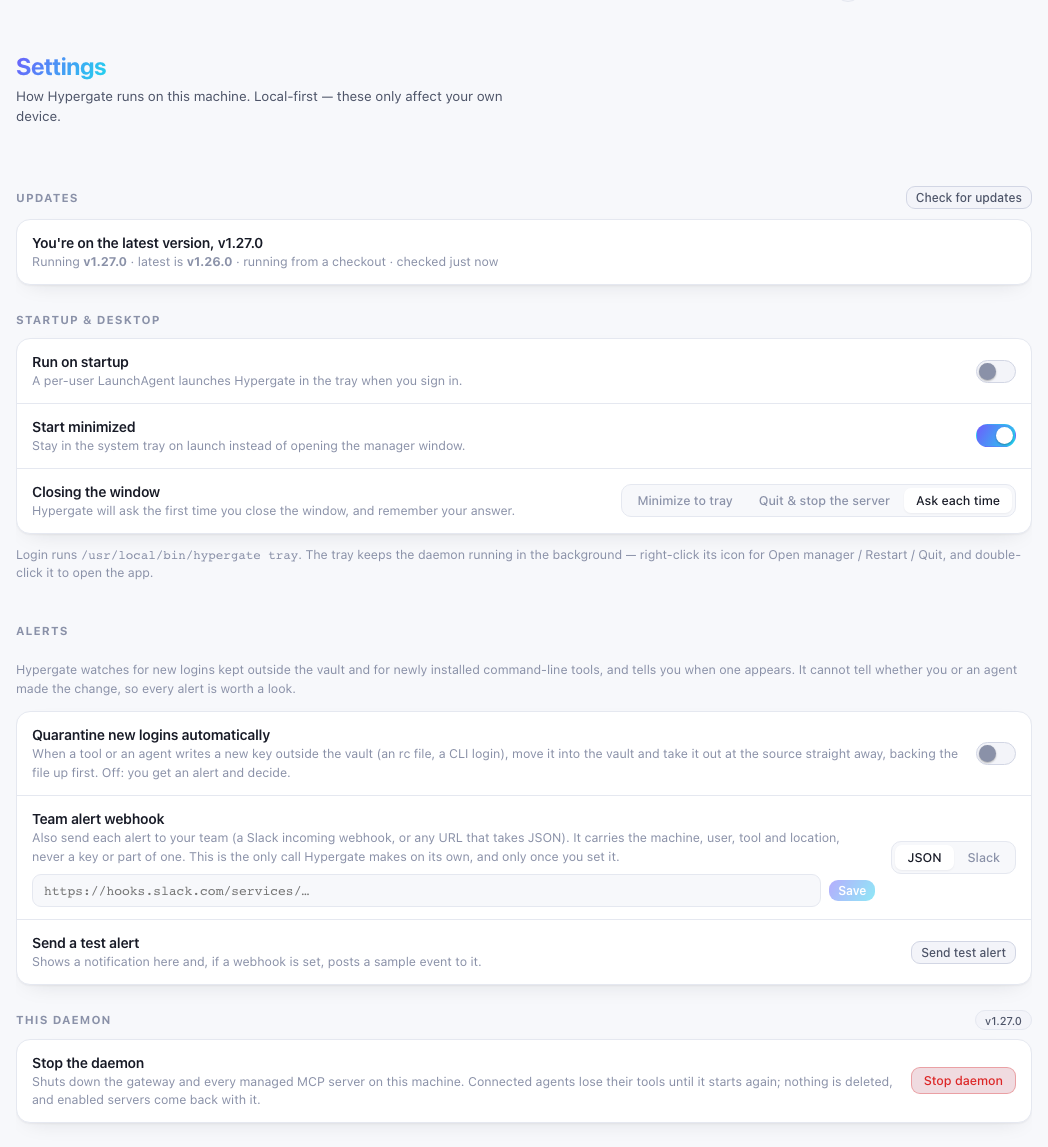 Settings
How Hypergate runs on this machine. Local-first — these only affect your own
device.
UPDATES
Check for updates
You're on the latest version, v1.27.0
Running v1.27.0 · latest is v1.26.0 · running from a checkout · checked just now
STARTUP & DESKTOP
Run on startup
A per-user LaunchAgent launches Hypergate in the tray when you sign in.
Start minimized
Stay in the system tray on launch instead of opening the manager window.
Closing the window
Hypergate will ask the first time you close the window, and remember your answer.
Minimize to tray
Quit & stop the server
Ask each time
Login runs /usr/local/bin/hypergate tray. The tray keeps the daemon running in the background — right-click its icon for Open manager / Restart / Quit, and double-
click it to open the app.
ALERTS
Hypergate watches for new logins kept outside the vault and for newly installed command-line tools, and tells you when one appears. It cannot tell whether you or an agent
made the change, so every alert is worth a look.
Quarantine new logins automatically
When a tool or an agent writes a new key outside the vault (an rc file, a CLI login), move it into the vault and take it out at the source straight away, backing the
file up first. Off: you get an alert and decide.
Team alert webhook
Also send each alert to your team (a Slack incoming webhook, or any URL that takes JSON). It carries the machine, user, tool and location,
never a key or part of one. This is the only call Hypergate makes on its own, and only once you set it.
https://hooks.slack.com/services/…
Save
JSON
Slack
Send a test alert
Shows a notification here and, if a webhook is set, posts a sample event to it.
Send test alert
THIS DAEMON
v1.27.0
Stop the daemon
Shuts down the gateway and every managed MCP server on this machine. Connected agents lose their tools until it starts again; nothing is deleted,
and enabled servers come back with it.
Stop daemon